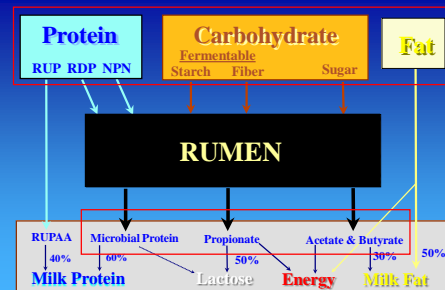 Protein
RUP RDP NPN
Carbohydrate
Fermentable
Starch Fiber Sugar
Fat
RUMEN
RUPAA Microbial Protein Propionate Acetate & Butyrate
40% 60% 50% 30% 50%
Milk Protein Lactose Energy Milk Fat